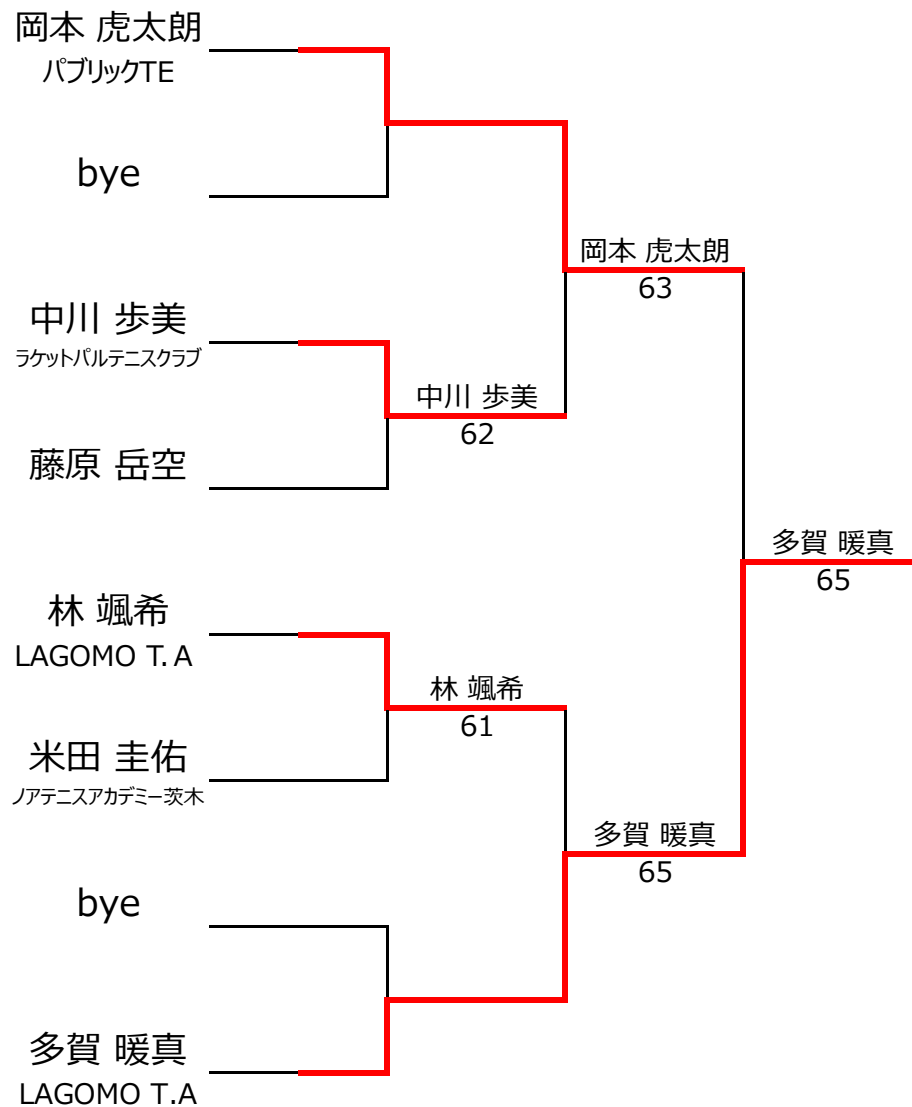 岡本 虎太朗
パブリックTE
bye
中川 歩美
ラケットパルテニスクラブ
藤原 岳空
林 颯希
LAGOMO T. A
米田 圭佑
ノアテニスアカデミー茨木
bye
多賀 暖真
LAGOMO T.A
中川 歩美
62
林 颯希
61
岡本 虎太朗
63
多賀 暖真
65
多賀 暖真
65